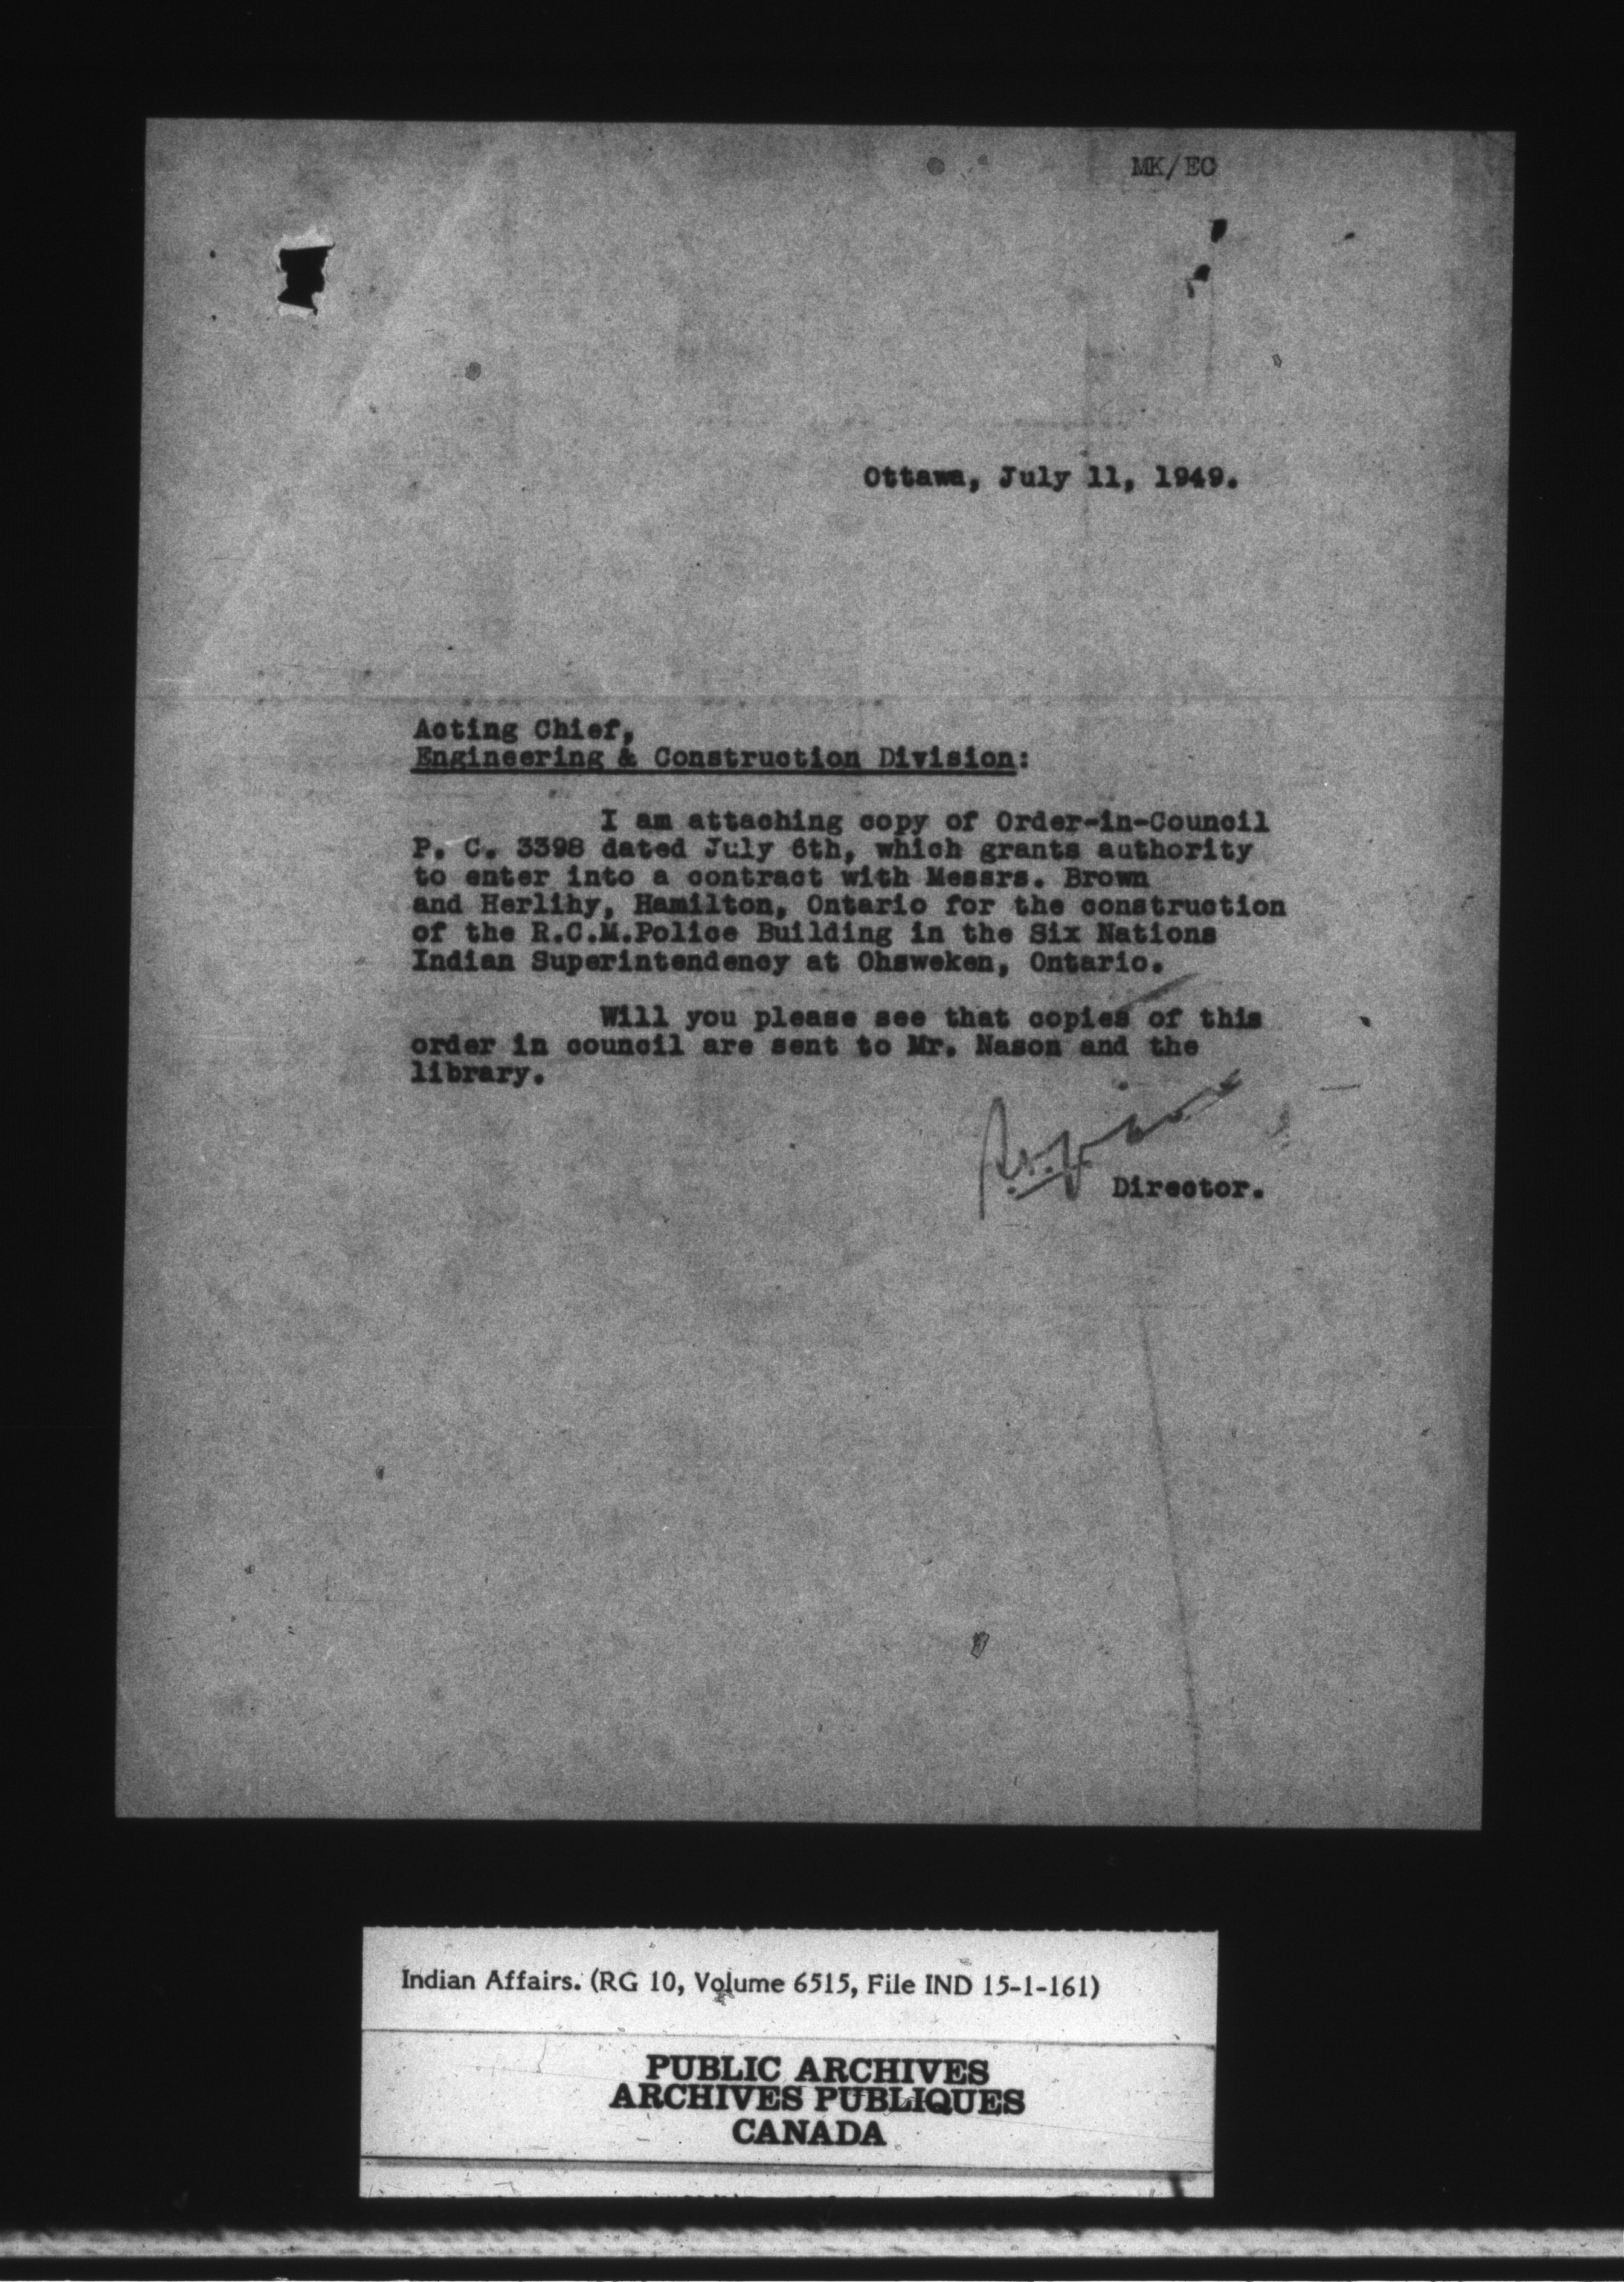 MK/EC
Ottawa, July 11, 1949.
Acting Chief,
Engineering & Construction Division:
I am attaching copy of Order-in-Council
P. C. 3398 dated July 6th, which grants authority
to enter into a contract with Messrs. Brown
and Herlihy, Hamilton, Ontario for the construction
of the R.C.M.Police Building in the Six Nations
Indian Superintendency at Ohsweken, Ontario.
Will you please see that copies of this
order in council are sent to Mr. Nason and the
library.
Director.
Indian Affairs. (RG 10, Volume 6515, File IND 15-1-161)
PUBLIC ARCHIVES
ARCHIVES PUBLIQUES
CANADA